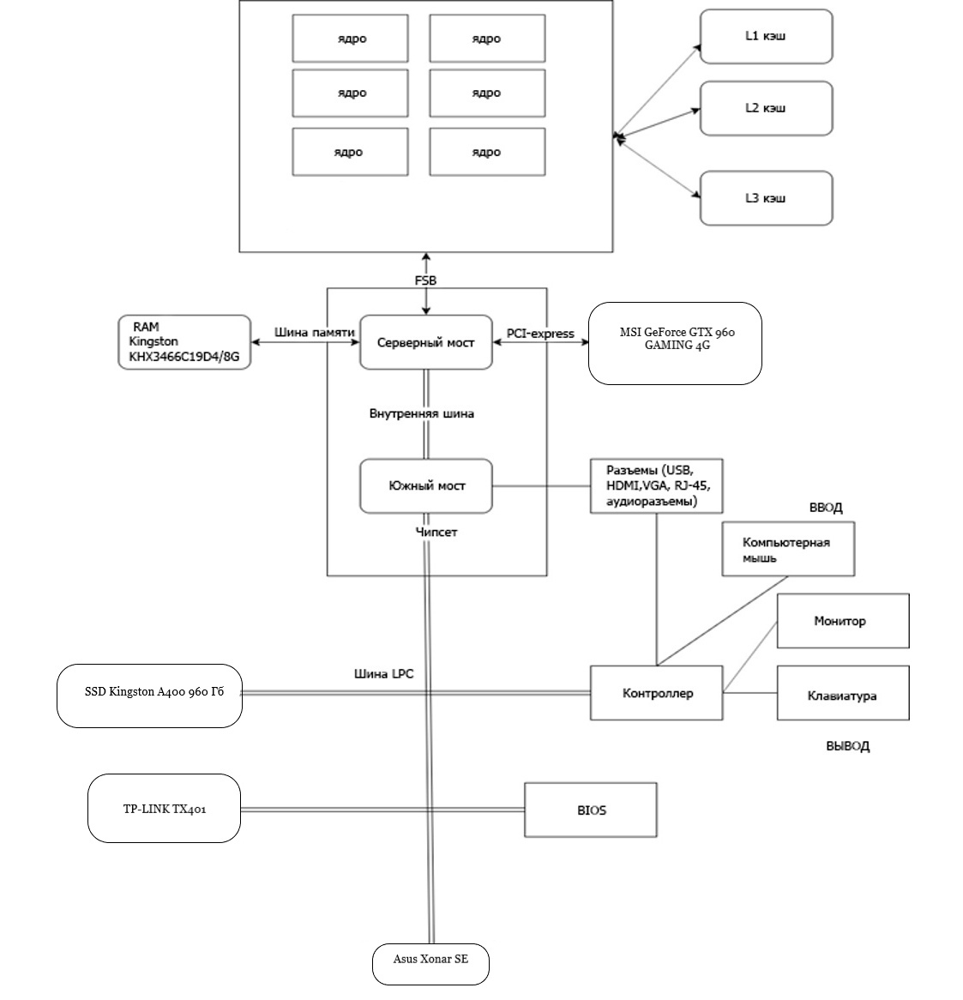 ядро
ядро
ядро
ядро
ядро
ядро
L1 кэш
L2 кэш
L3 кэш
FSB
RAM
Kingston
KHX3466C19D4/8G
Шина памяти
Серверный мост
PCI-express
MSI GeForce GTX 960
GAMING 4G
Внутренняя шина
Южный мост
Разъемы (USB,
HDMI,VGA, RJ-45,
аудиоразъемы)
Чипсет
ВВОД
Компьютерная
мышь
Монитор
Шина LPC
SSD Kingston A400 960 Гб
Контроллер
Клавиатура
ВЫВОД
TP-LINK TX401
BIOS
Asus Xonar SE